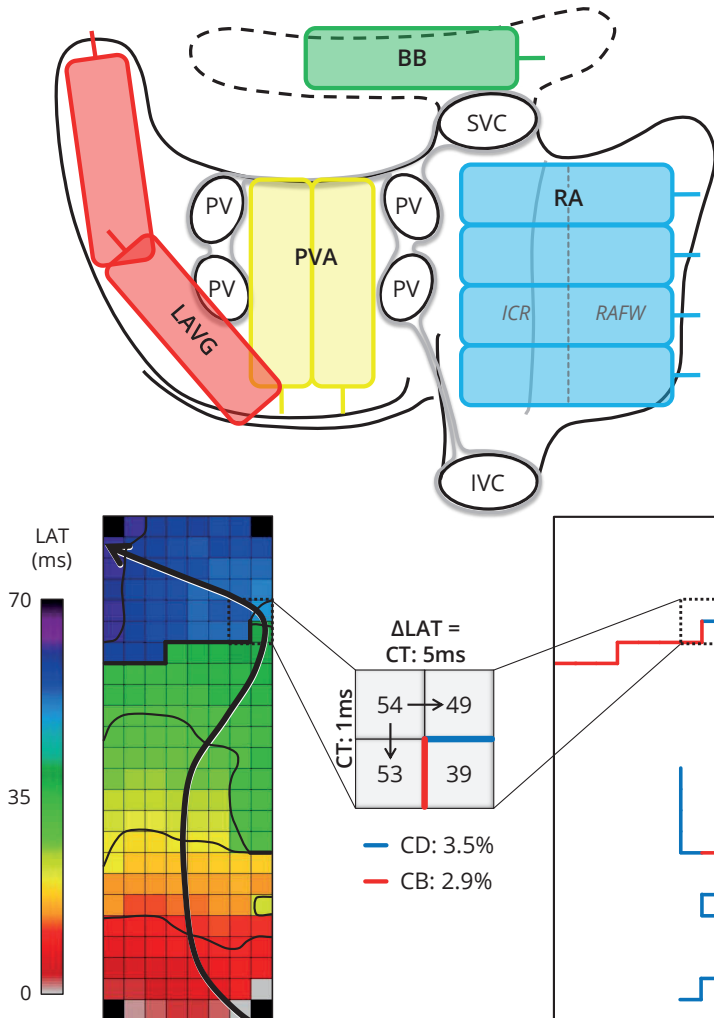 BB
SVC
PV
PV
RA
PVA
PV
PV
LAVG
ICR
RAFW
IVC
LAT
(ms)
70
35
0
ΔLAT =
CT: 5ms
CT: 1ms
54
49
53
39
CD: 3.5%
CB: 2.9%